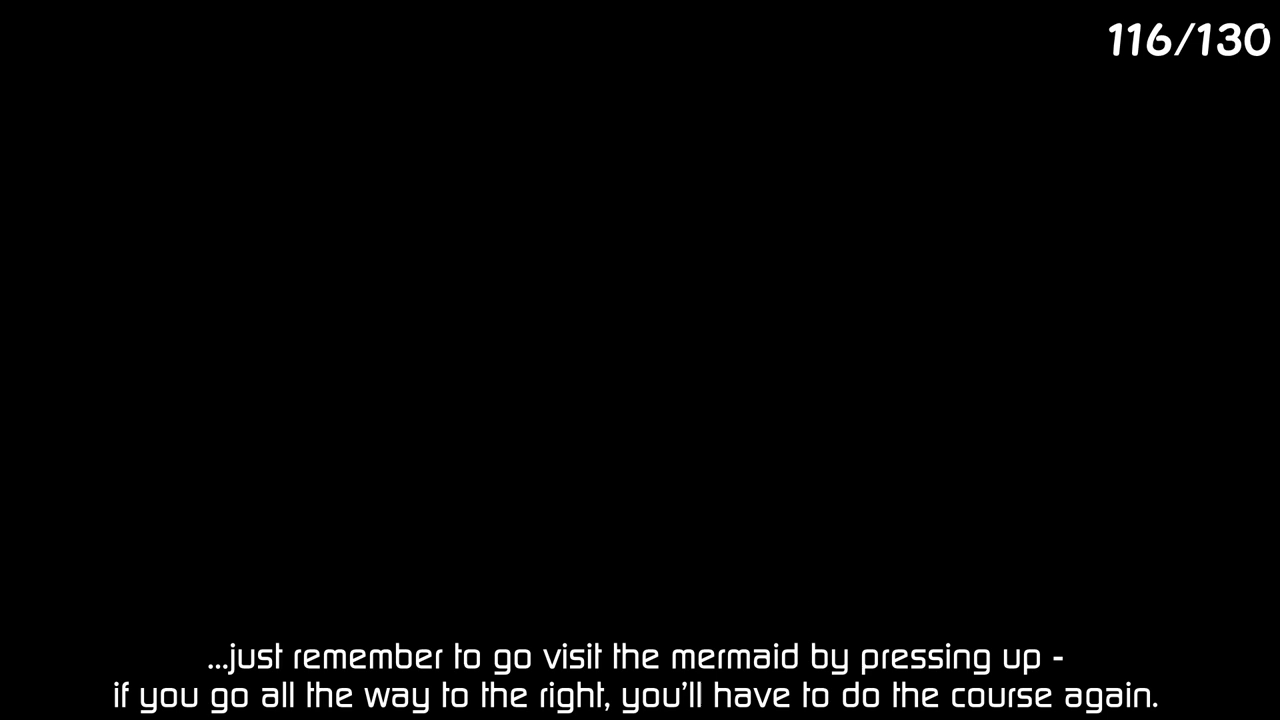 116/130
...just remember to go visit the mermaid by pressing up -
if you go all the way to the right, you'll have to do the course again.